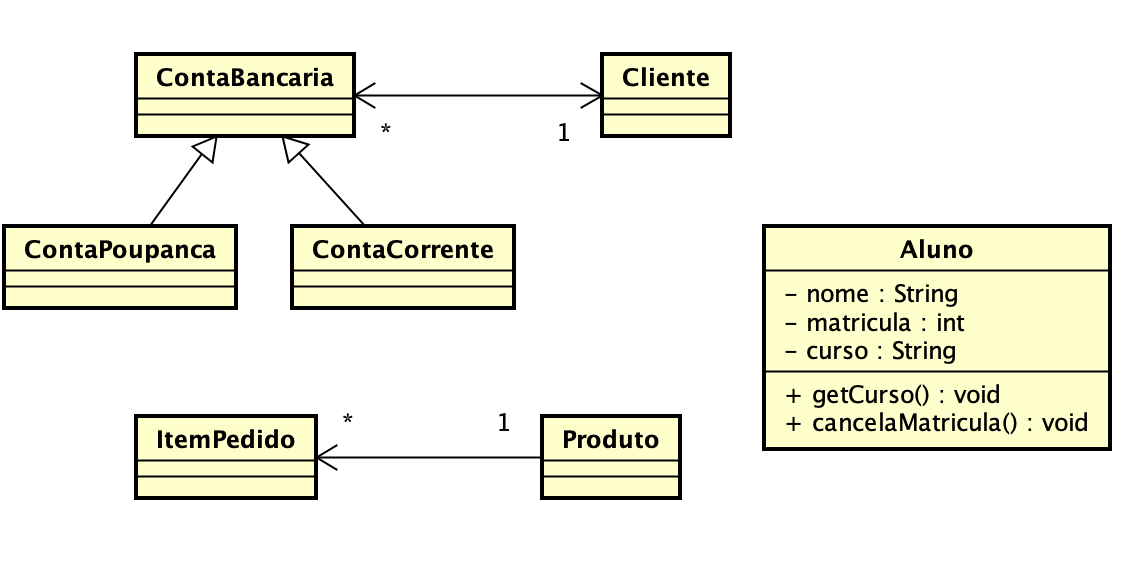 ContaBancaria
Cliente
* 1
ContaPoupanca
ContaCorrente
Aluno
- nome : String
- matricula : int
- curso : String
+ getCurso() : void
+ cancelaMatricula() : void
* 1
ItemPedido
Produto